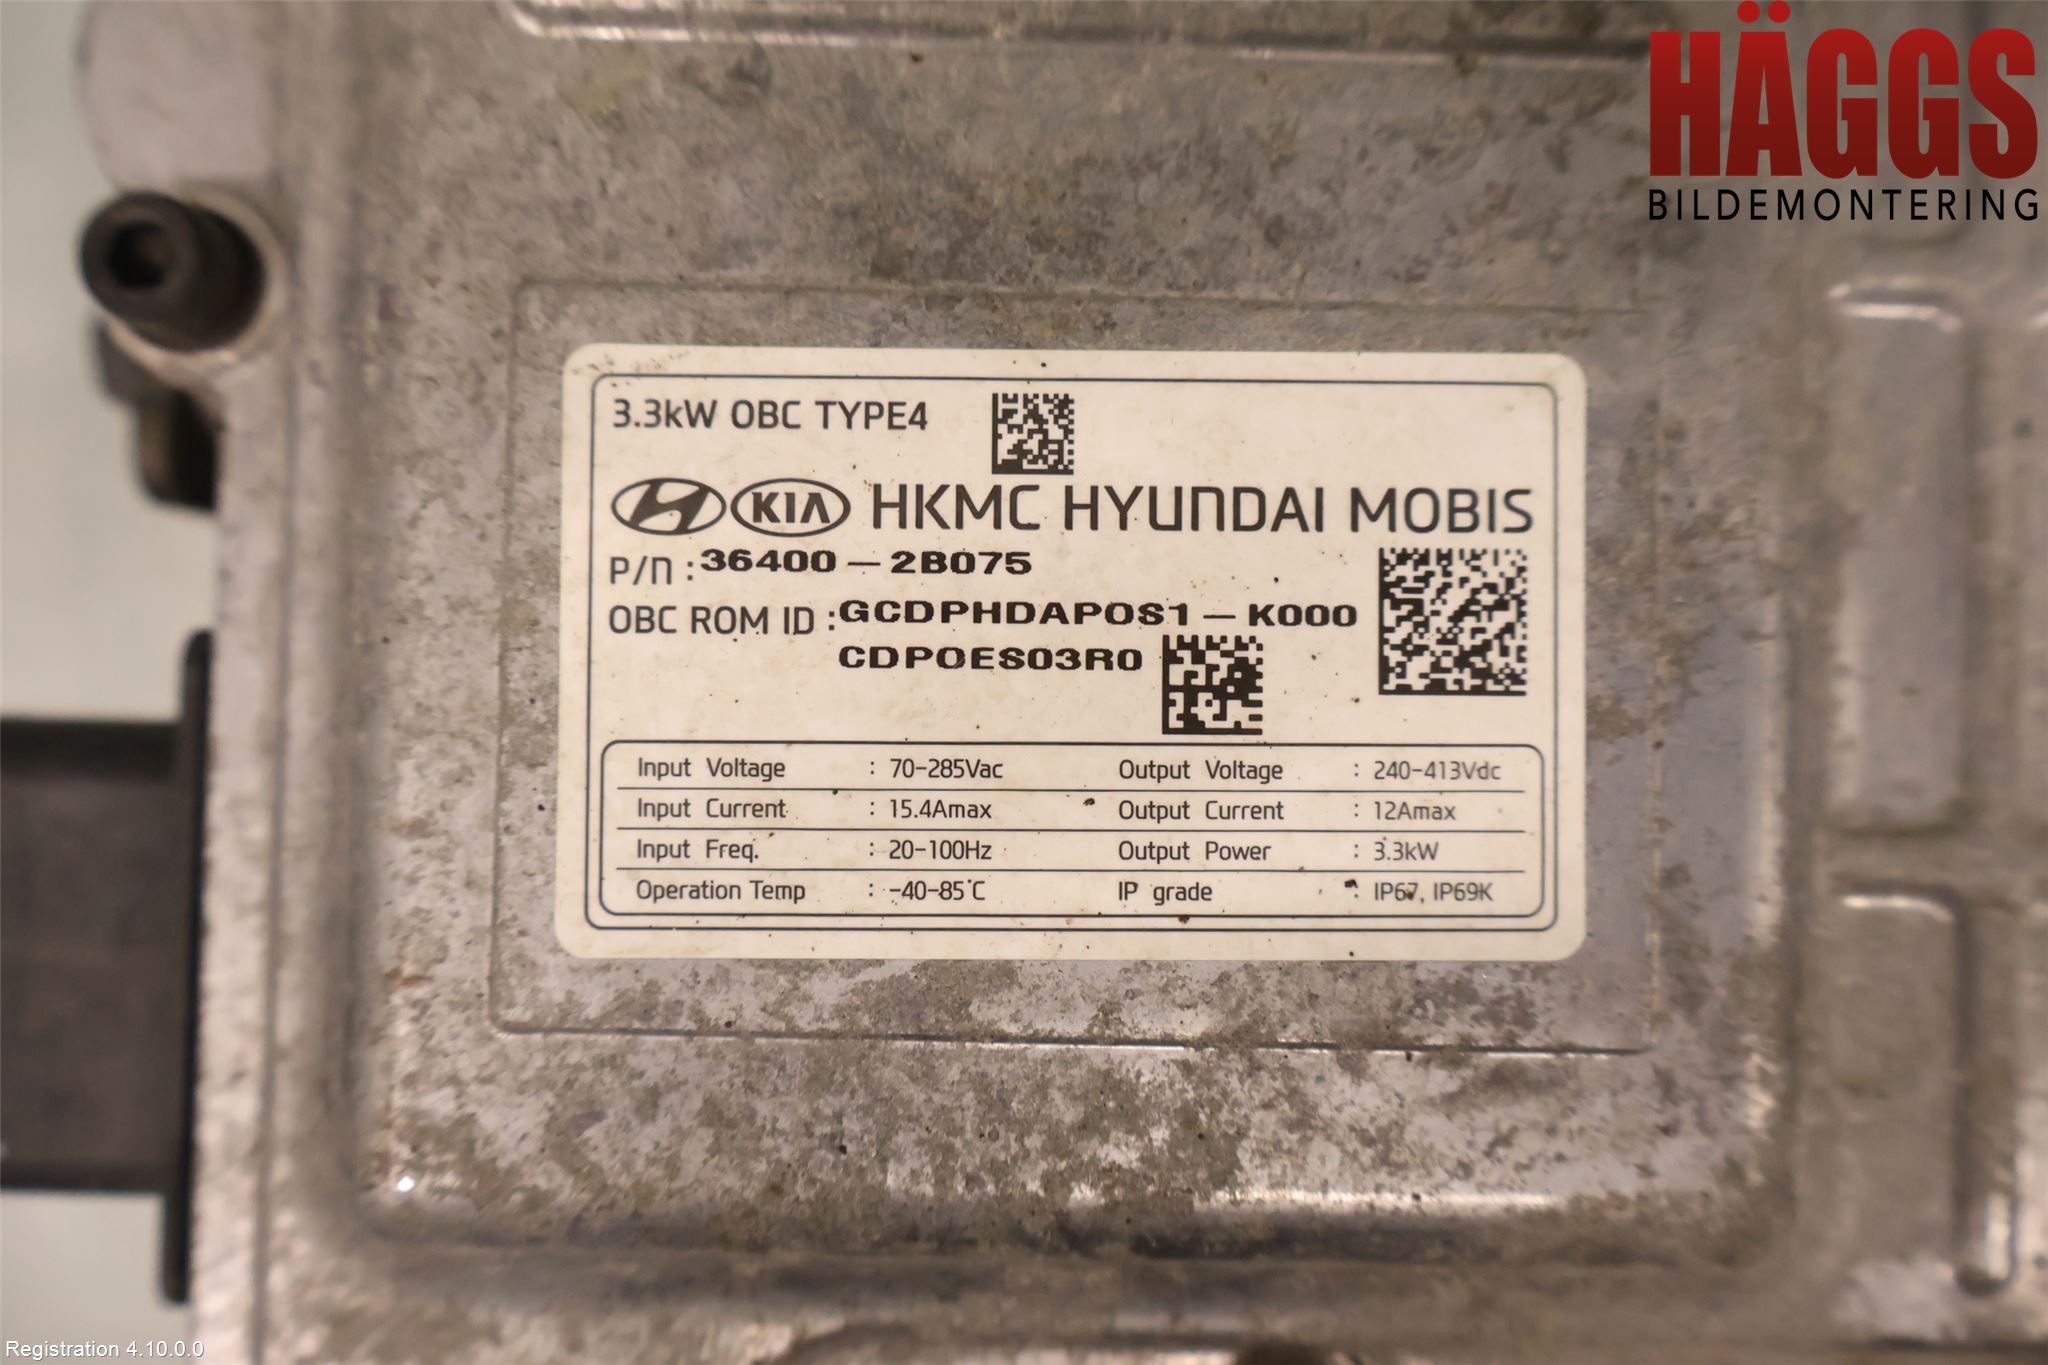 HÄGGS
BILDEMONTERING
3.3kW OBC TYPE4
KIA HKMC HYUNDAI MOBIS
P/N : 36400-2B075
OBC ROM ID : GCDPHDAPOS1-K000
CDPOES03R0
Input Voltage : 70-285Vac Output Voltage : 240-413Vdc
Input Current : 15.4Amax Output Current : 12Amax
Input Freq. : 20-100Hz Output Power : 3.3kW
Operation Temp : -40-85°C IP grade : IP67, IP69K
Registration 4.10.0.0